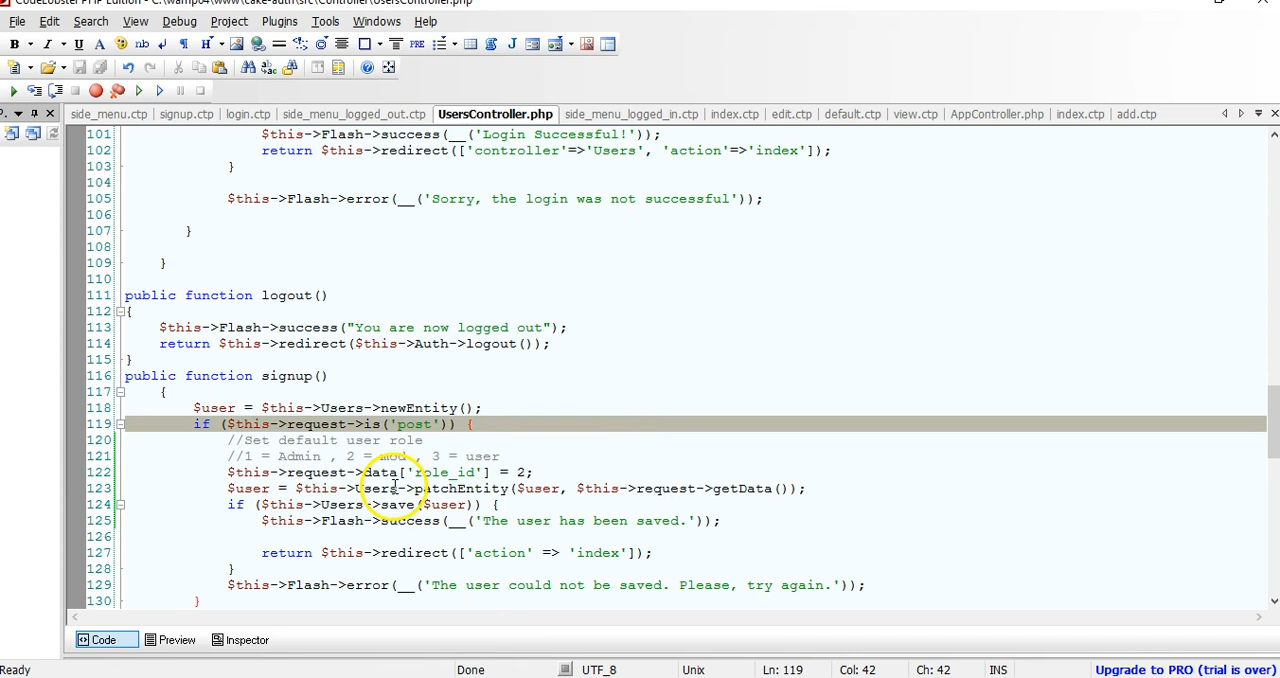 CodeLobster PHP Edition - C:\wamp64\www\cake-auth\src\Controller\UsersController.php
File Edit Search View Debug Project Plugins Tools Windows Help
B I U A nb H PRE J
P. side_menu.ctp signup.ctp login.ctp side_menu_logged_out.ctp UsersController.php side_menu_logged_in.ctp index.ctp edit.ctp default.ctp view.ctp AppController.php index.ctp add.ctp
101 $this->Flash->success(__('Login Successful!'));
102 return $this->redirect(['controller'=>'Users', 'action'=>'index']);
103 }
104
105 $this->Flash->error(__('Sorry, the login was not successful'));
106
107 }
108
109 }
110
111 public function logout()
112 {
113 $this->Flash->success("You are now logged out");
114 return $this->redirect($this->Auth->logout());
115 }
116 public function signup()
117 {
118 $user = $this->Users->newEntity();
119 if ($this->request->is('post')) {
120 //Set default user role
121 //1 = Admin , 2 = mod , 3 = user
122 $this->request->data['role_id'] = 2;
123 $user = $this->Users->patchEntity($user, $this->request->getData());
124 if ($this->Users->save($user)) {
125 $this->Flash->success(__('The user has been saved.'));
126
127 return $this->redirect(['action' => 'index']);
128 }
129 $this->Flash->error(__('The user could not be saved. Please, try again.'));
130 }
Code Preview Inspector
Ready Done UTF_8 Unix Ln: 119 Col: 42 Ch: 42 INS Upgrade to PRO (trial is over)